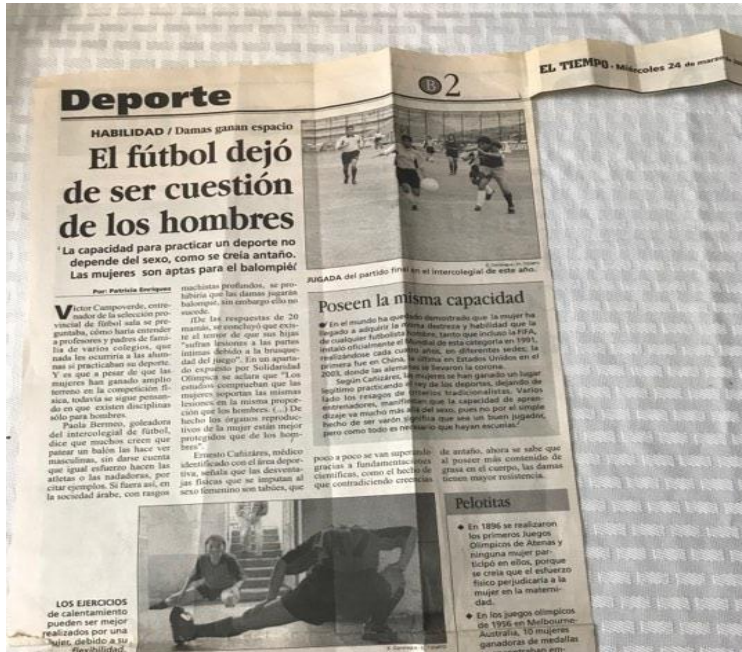 Deporte
B 2
EL TIEMPO - Miércoles 24 de marzo
HABILIDAD / Damas ganan espacio
El fútbol dejó
de ser cuestión
de los hombres
'La capacidad para practicar un deporte no
depende del sexo, como se creía antaño.
Las mujeres son aptas para el balompié'
JUGADA del partido final en el intercolegial de este año.
Por: Patricia Enríquez
Víctor Campoverde, entre-
nador de la selección pro-
vincial de fútbol sala se pre-
guntaba, cómo haría entender
a profesores y padres de fami-
lia de varios colegios, que
nada les ocurriría a las alum-
nas si practicaban su deporte.
Y es que a pesar de que las
mujeres han ganado amplio
terreno en la competición fí-
sica, todavía se sigue pensan-
do en que existen disciplinas
sólo para hombres.
Paola Bermeo, goleadora
del intercolegial de fútbol,
dice que muchos creen que
patear un balón las hace ver
masculinas, sin darse cuenta
que igual esfuerzo hacen las
atletas o las nadadoras, por
citar ejemplos. Si fuera así, en
la sociedad árabe, con rasgos
machistas profundos, se pro-
hibiría que las damas jugarán
balompié, sin embargo ello no
sucede.
De las respuestas de 20
mamás, se concluyó que exis-
te el temor de que sus hijas
"sufran lesiones a las partes
íntimas debido a la brusque-
dad del juego". En un aparta-
do expuesto por Solidaridad
Olímpica se aclara que "Los
estudios comprueban que las
mujeres soportan las mismas
lesiones en la misma propor-
ción que los hombres. (...) De
hecho los órganos reproduc-
tivos de la mujer están mejor
protegidos que de los hom-
bres".
Ernesto Cañizáres, médico
identificado con el área depor-
tiva, señala que las desventa-
jas físicas que se imputan al
sexo femenino son tabúes, que
poco a poco se van superando
gracias a fundamentaciones
científicas, como el hecho de
que contradiciendo creencias
de antaño, ahora se sabe que
al poseer más contenido de
grasa en el cuerpo, las damas
tienen mayor resistencia.
Poseen la misma capacidad
En el mundo ha quedado demostrado que la mujer ha
llegado a adquirir la misma destreza y habilidad que la
de cualquier futbolista hombre, tanto que incluso la FIFA,
instaló oficialmente el Mundial de esta categoría en 1991,
realizándose cada cuatro años, en diferentes sedes; la
primera fue en China, la última en Estados Unidos en el
2003, donde las alemanas se llevaron la corona.
Según Cañizáres, las mujeres se han ganado un lugar
legítimo practicando el rey de los deportes, dejando de
lado los resagos de criterios tradicionalistas. Varios
entrenadores, manifiestan que la capacidad de apren-
dizaje va mucho más allá del sexo, pues no por el simple
hecho de ser varón significa que sea un buen jugador,
pero como todo es necesario que hayan escuelas.
Pelotitas
En 1896 se realizaron
los primeros Juegos
Olímpicos de Atenas y
ninguna mujer par-
ticipó en ellos, porque
se creía que el esfuerzo
físico perjudicaría a la
mujer en la materni-
dad.
En los juegos olímpicos
de 1956 en Melbourne-
Australia, 10 mujeres
ganadoras de medallas
LOS EJERCICIOS
de calentamiento
pueden ser mejor
realizados por una
mujer, debido a su
flexibilidad.